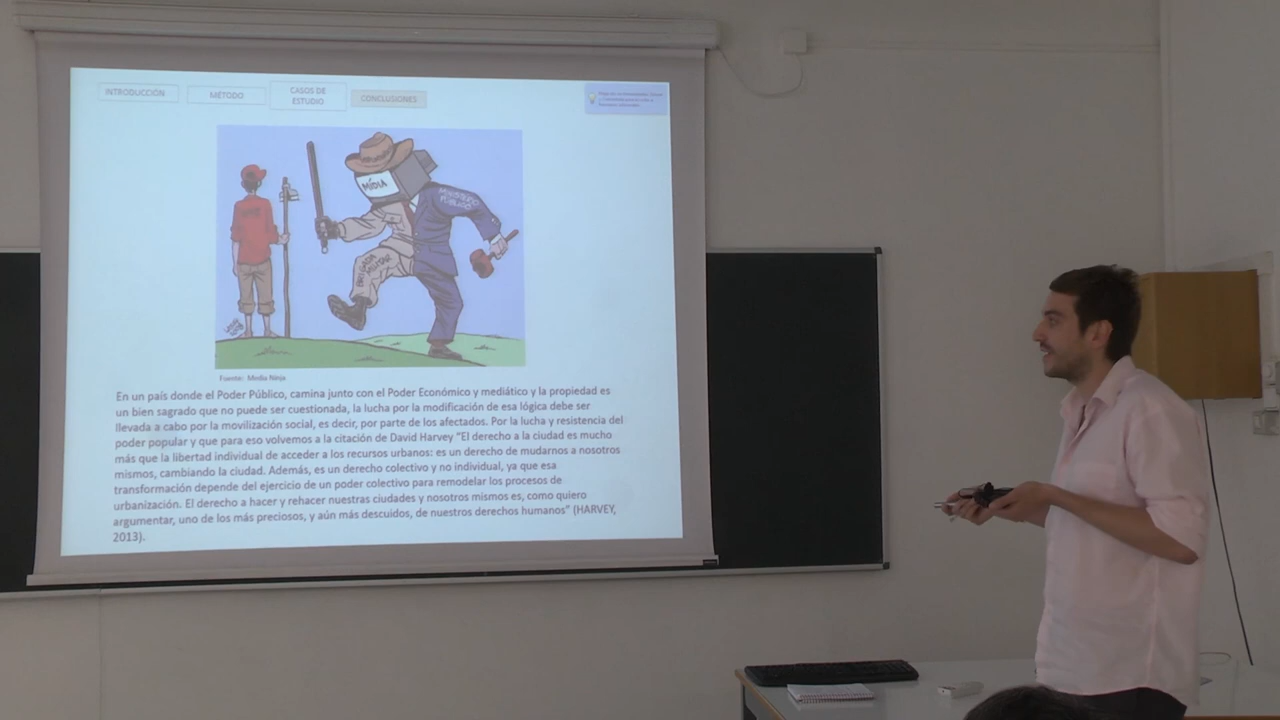 INTRODUCCIÓN
MÉTODO
CASOS DE
ESTUDIO
CONCLUSIONES
MÍDIA
MINISTÉRIO
PÚBLICO
BRIGADA
MILITAR
Fuente: Mídia Ninja
En un país donde el Poder Público, camina junto con el Poder Económico y mediático y la propiedad es
un bien sagrado que no puede ser cuestionada, la lucha por la modificación de esa lógica debe ser
llevada a cabo por la movilización social, es decir, por parte de los afectados. Por la lucha y resistencia del
poder popular y que para eso volvemos a la citación de David Harvey “El derecho a la ciudad es mucho
más que la libertad individual de acceder a los recursos urbanos: es un derecho de mudarnos a nosotros
mismos, cambiando la ciudad. Además, es un derecho colectivo y no individual, ya que esa
transformación depende del ejercicio de un poder colectivo para remodelar los procesos de
urbanización. El derecho a hacer y rehacer nuestras ciudades y nosotros mismos es, como quiero
argumentar, uno de los más preciosos, y aún más descuidos, de nuestros derechos humanos” (HARVEY,
2013).